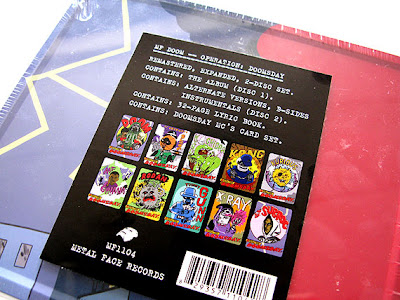 MF DOOM — OPERATION: DOOMSDAY
REMASTERED, EXPANDED, 2-DISC SET.
CONTAINS: THE ALBUM (DISC 1).
CONTAINS: ALTERNATE VERSIONS, B-SIDES
INSTRUMENTALS (DISC 2).
CONTAINS: 32-PAGE LYRIC BOOK.
CONTAINS: DOOMSDAY MC'S CARD SET.
MF1104
METAL FACE RECORDS